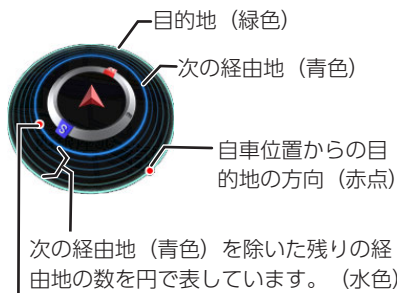 目的地（緑色）
次の経由地（青色）
自車位置からの目
的地の方向（赤点）
S
次の経由地（青色）を除いた残りの経
由地の数を円で表しています。（水色）